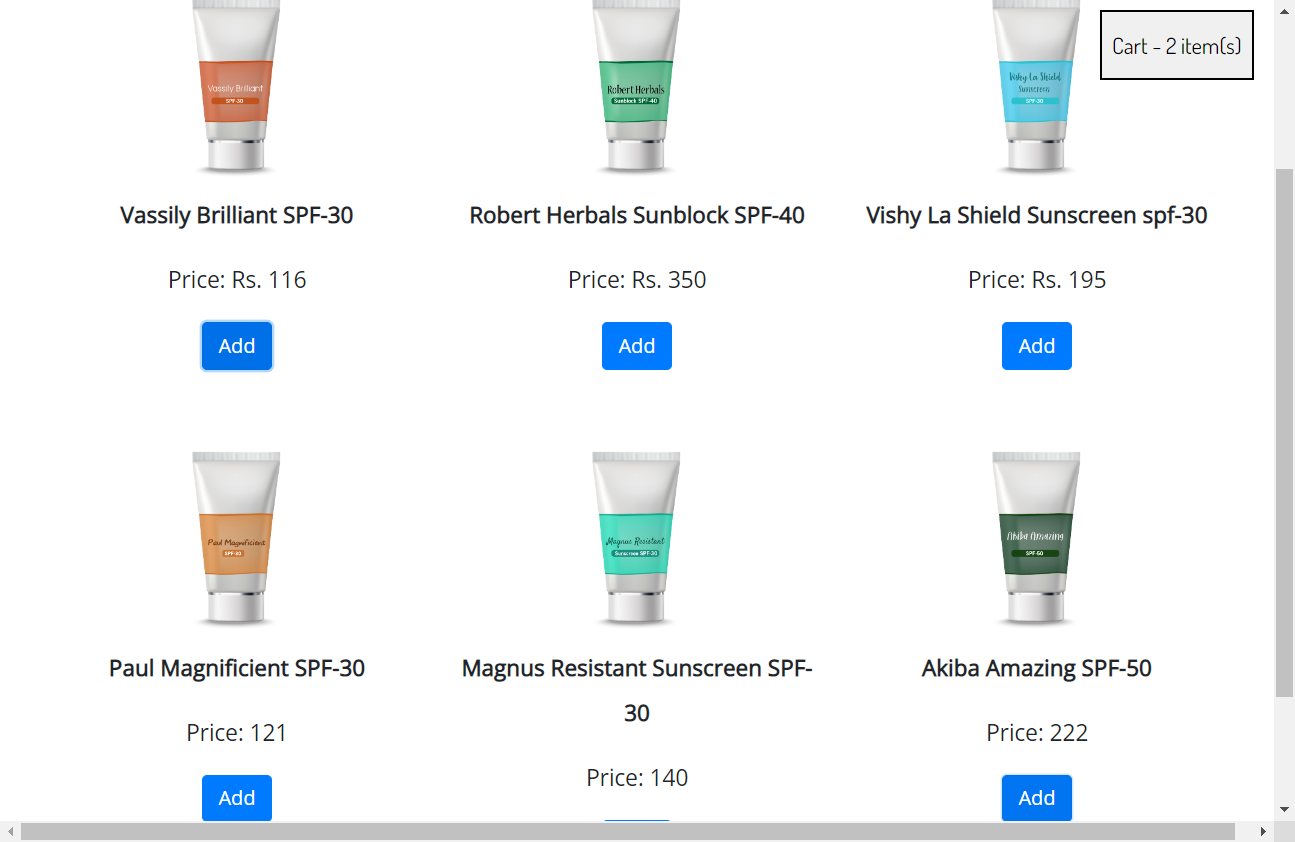 Cart - 2 item(s)
Vassily Brilliant
SPF-30
Robert Herbals
Sunblock SPF-40
Vishy La Shield
Sunscreen
SPF-30
Vassily Brilliant SPF-30
Robert Herbals Sunblock SPF-40
Vishy La Shield Sunscreen spf-30
Price: Rs. 116
Price: Rs. 350
Price: Rs. 195
Add
Add
Add
Paul Magnificient
SPF-30
Magnus Resistant
Sunscreen SPF-30
Akiba Amazing
SPF-50
Paul Magnificient SPF-30
Magnus Resistant Sunscreen SPF-
30
Akiba Amazing SPF-50
Price: 121
Price: 140
Price: 222
Add
Add